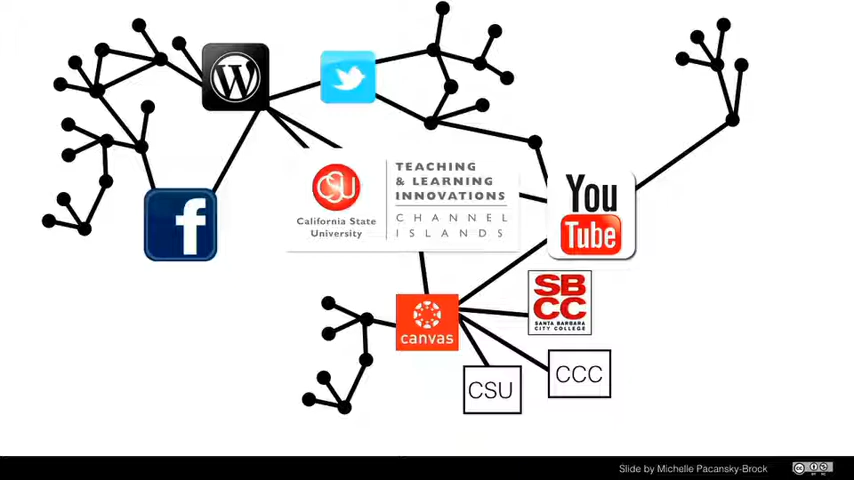 W
f
CSU
California State
University
TEACHING
& LEARNING
INNOVATIONS
CHANNEL
ISLANDS
You
Tube
SB
CC
SANTA BARBARA
CITY COLLEGE
canvas
CSU
CCC
Slide by Michelle Pacansky-Brock